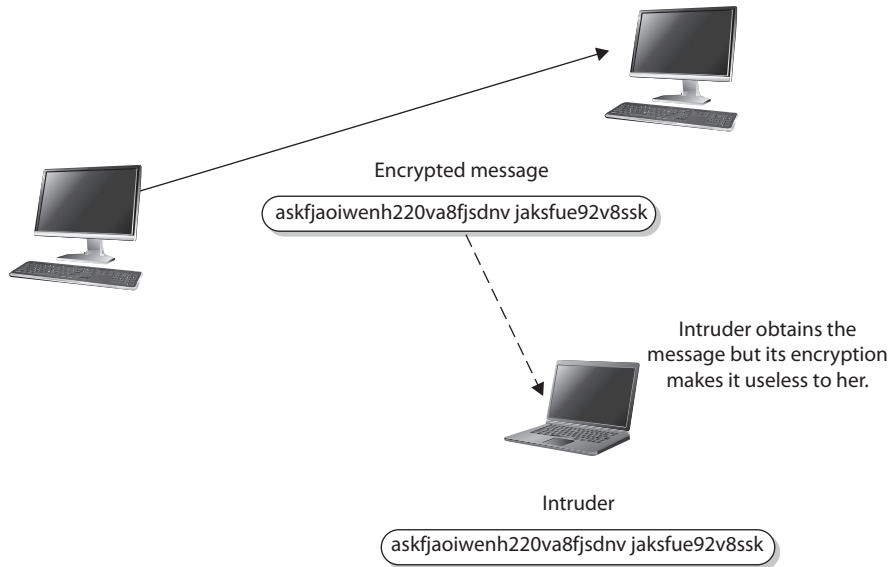 Encrypted message
askfjaoiwenh220va8fjsdnv jaksfue92v8ssk
Intruder obtains the
message but its encryption
makes it useless to her.
Intruder
askfjaoiwenh220va8fjsdnv jaksfue92v8ssk